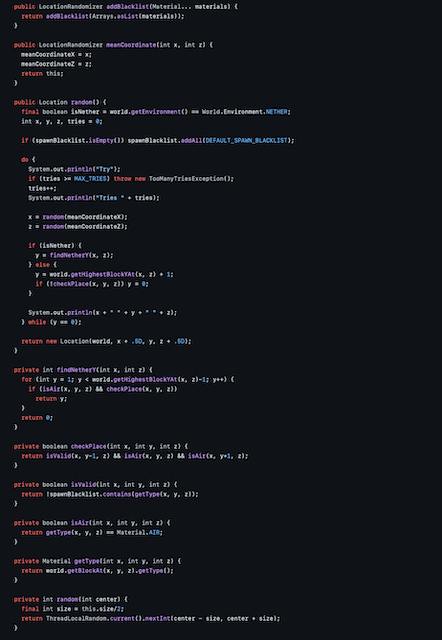 public LocationRandomizer addBlacklist(Material... materials) {
  return addBlacklist(Arrays.asList(materials));
}

public LocationRandomizer meanCoordinate(int x, int z) {
  meanCoordinateX = x;
  meanCoordinateZ = z;
  return this;
}

public Location random() {
  final boolean isNether = world.getEnvironment() == World.Environment.NETHER;
  int x, y, z, tries = 0;

  if (spawnBlacklist.isEmpty()) spawnBlacklist.addAll(DEFAULT_SPAWN_BLACKLIST);

  do {
    System.out.println("Try");
    if (tries >= MAX_TRIES) throw new TooManyTriesException();
    tries++;
    System.out.println("Tries " + tries);

    x = random(meanCoordinateX);
    z = random(meanCoordinateZ);

    if (isNether) {
      y = findNetherY(x, z);
    } else {
      y = world.getHighestBlockYAt(x, z) + 1;
      if (!checkPlace(x, y, z)) y = 0;
    }

    System.out.println(x + " " + y + " " + z);
  } while (y == 0);

  return new Location(world, x + .5D, y, z + .5D);
}

private int findNetherY(int x, int z) {
  for (int y = 1; y < world.getHighestBlockYAt(x, z)-1; y++) {
    if (isAir(x, y, z) && checkPlace(x, y, z))
      return y;
  }
  return 0;
}

private boolean checkPlace(int x, int y, int z) {
  return isValid(x, y-1, z) && isAir(x, y, z) && isAir(x, y+1, z);
}

private boolean isValid(int x, int y, int z) {
  return !spawnBlacklist.contains(getType(x, y, z));
}

private boolean isAir(int x, int y, int z) {
  return getType(x, y, z) == Material.AIR;
}

private Material getType(int x, int y, int z) {
  return world.getBlockAt(x, y, z).getType();
}

private int random(int center) {
  final int size = this.size/2;
  return ThreadLocalRandom.current().nextInt(center - size, center + size);
}